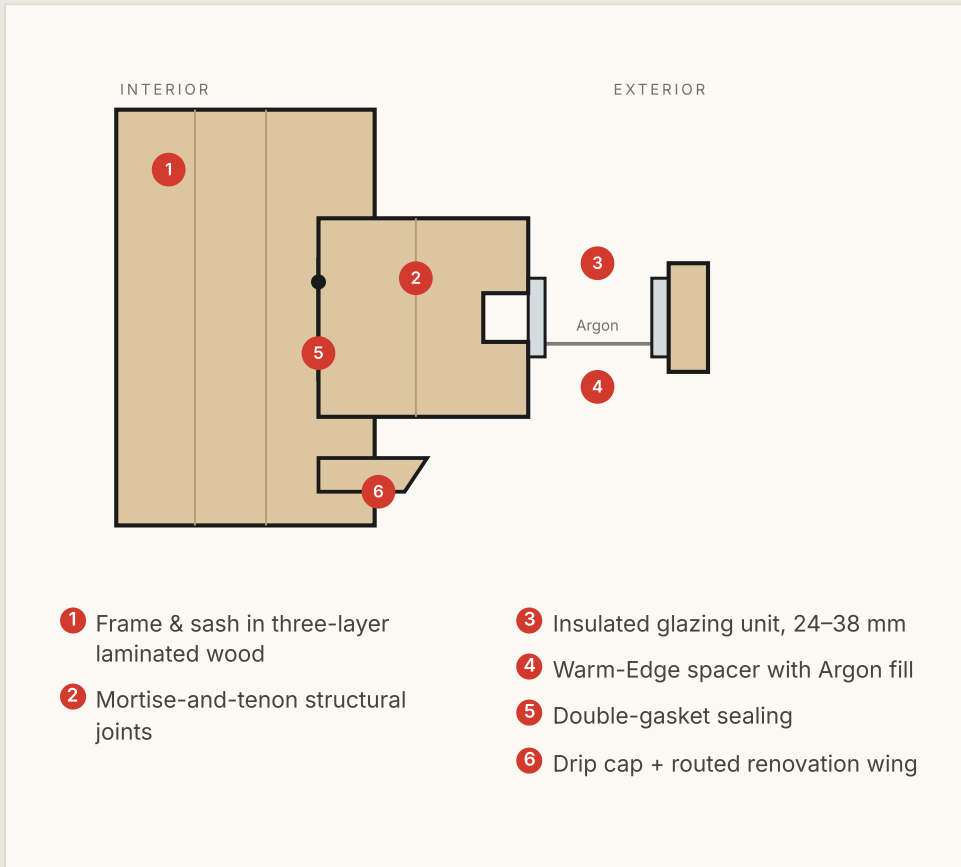 INTERIOR
EXTERIOR
1
2
3
Argon
5
4
6
1 Frame & sash in three-layer
laminated wood
2 Mortise-and-tenon structural
joints
3 Insulated glazing unit, 24–38 mm
4 Warm-Edge spacer with Argon fill
5 Double-gasket sealing
6 Drip cap + routed renovation wing